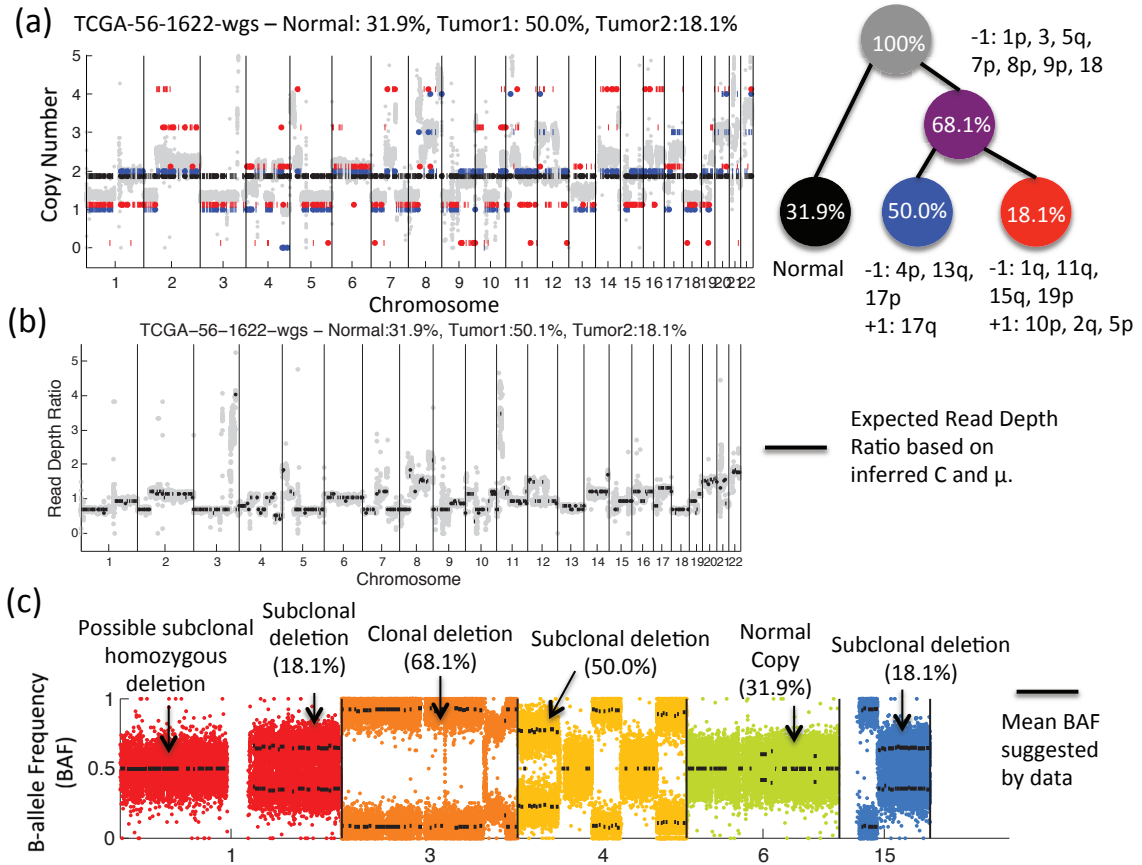 (a)
TCGA-56-1622-wgs – Normal: 31.9%, Tumor1: 50.0%, Tumor2:18.1%
5
4
3
2
1
0
Copy Number
1 2 3 4 5 6 7 8 9 10 11 12 13 14 15 16 17 18 19 20 21 22
Chromosome
100%
-1: 1p, 3, 5q,
7p, 8p, 9p, 18
68.1%
31.9%
50.0%
18.1%
Normal
-1: 4p, 13q,
17p
+1: 17q
-1: 1q, 11q,
15q, 19p
+1: 10p, 2q, 5p
(b)
TCGA–56–1622–wgs – Normal:31.9%, Tumor1:50.1%, Tumor2:18.1%
5
4
3
2
1
0
Read Depth Ratio
1 2 3 4 5 6 7 8 9 10 11 12 13 14 15 16 17 18 19 20 21 22
Chromosome
Expected Read Depth
Ratio based on
inferred C and μ.
(c)
Possible subclonal
homozygous
deletion
Subclonal
deletion
(18.1%)
Clonal deletion
(68.1%)
Subclonal deletion
(50.0%)
Normal
Copy
(31.9%)
Subclonal deletion
(18.1%)
Mean BAF
suggested
by data
1
0.5
0
B-allele Frequency
(BAF)
1 3 4 6 15